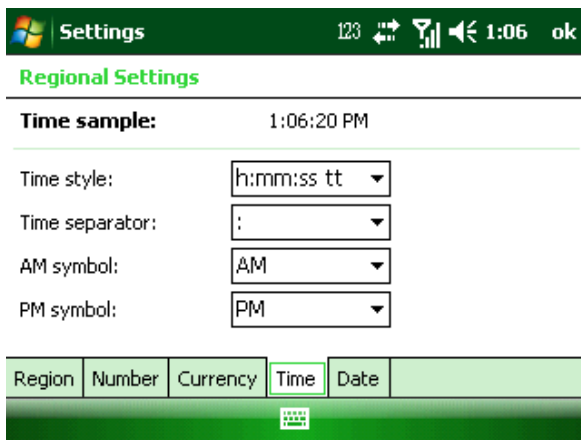 Settings 123 1:06 ok
Regional Settings
Time sample: 1:06:20 PM
Time style: h:mm:ss tt
Time separator: :
AM symbol: AM
PM symbol: PM
Region Number Currency Time Date